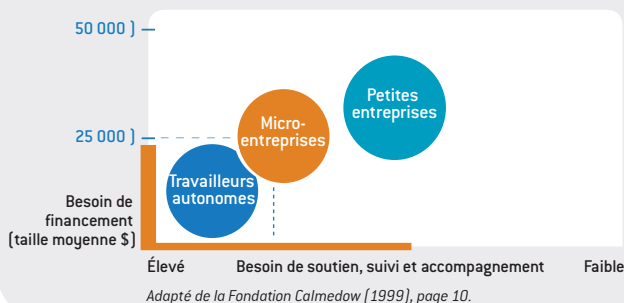 50 000 )
25 000 )
Petites
entreprises
Micro-
entreprises
Travailleurs
autonomes
Besoin de
financement
(taille moyenne $)
Élevé
Besoin de soutien, suivi et accompagnement
Faible
Adapté de la Fondation Calmedow (1999), page 10.